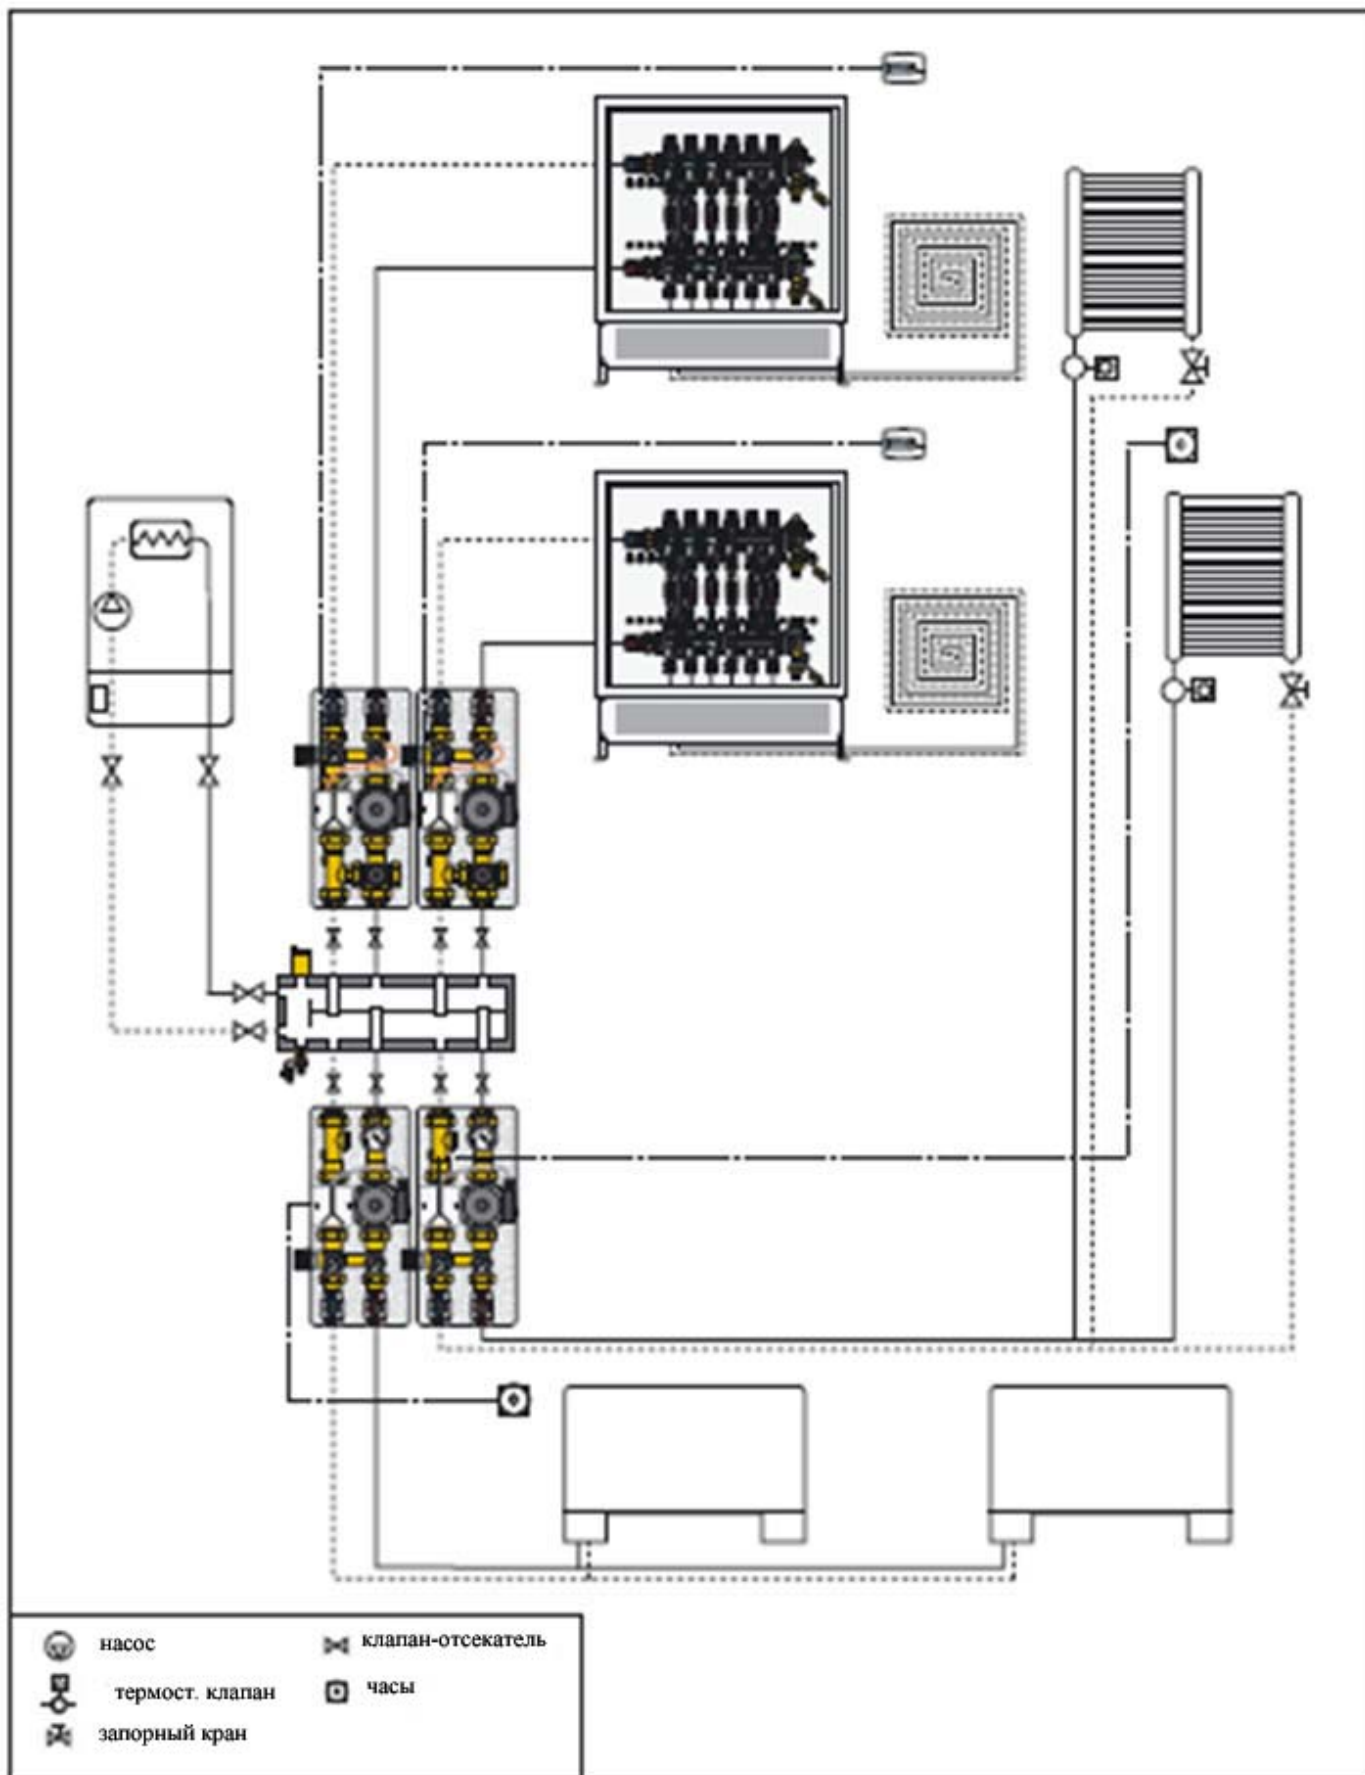 насос
клапан-отсекатель
термост. клапан
часы
запорный кран